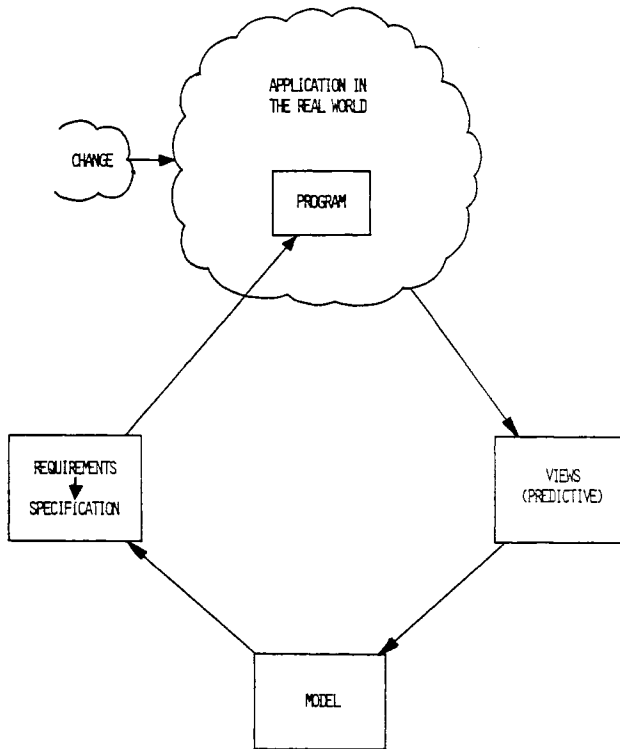 APPLICATION IN
THE REAL WORLD
CHANGE
PROGRAM
REQUIREMENTS
SPECIFICATION
VIEWS
(PREDICTIVE)
MODEL